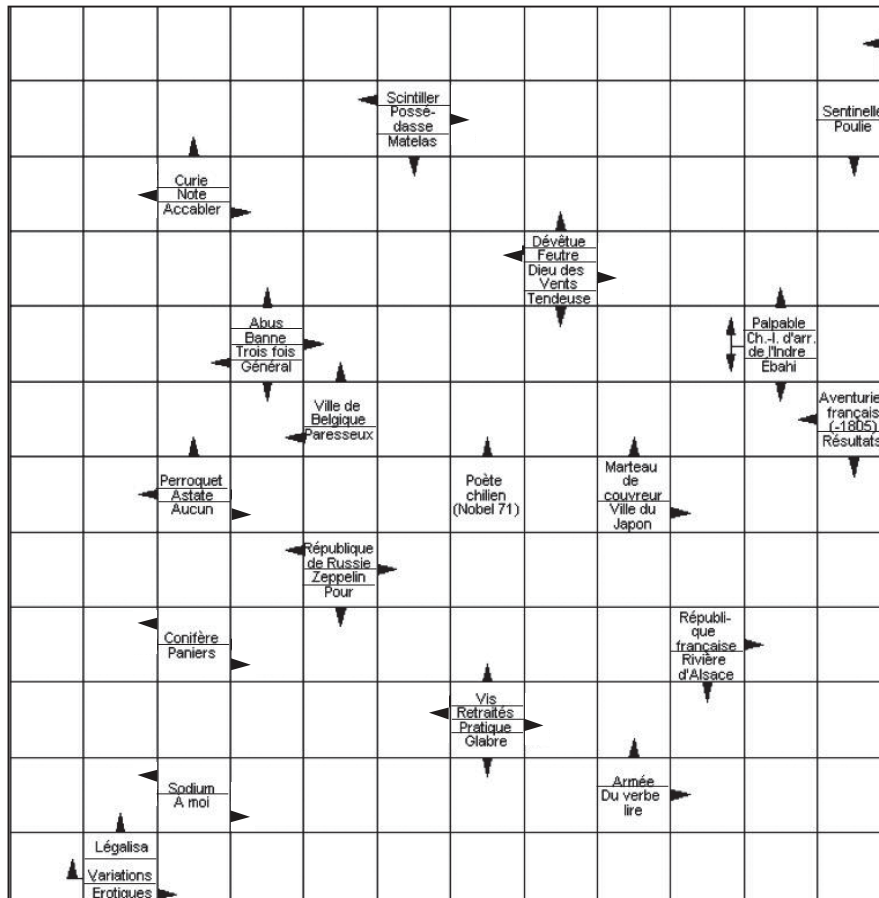 Scintiller
Possé-
dasse
Matelas
Sentinelle
Poulie
Curie
Note
Accabler
Dévêtue
Feutre
Dieu des
Vents
Tendeuse
Abus
Banne
Trois fois
Général
Palpable
Ch.-l. d'arr.
de l'Indre
Ébahi
Ville de
Belgique
Paresseux
Aventurie
français
(-1805)
Résultats
Perroquet
Astate
Aucun
Poète
chilien
(Nobel 71)
Marteau
de
couvreur
Ville du
Japon
République
de Russie
Zeppelin
Pour
Conifère
Paniers
Républi-
que
française
Rivière
d'Alsace
Vis
Retraités
Pratique
Glabre
Sodium
A moi
Armée
Du verbe
lire
Légalisa
Variations
Erotiques